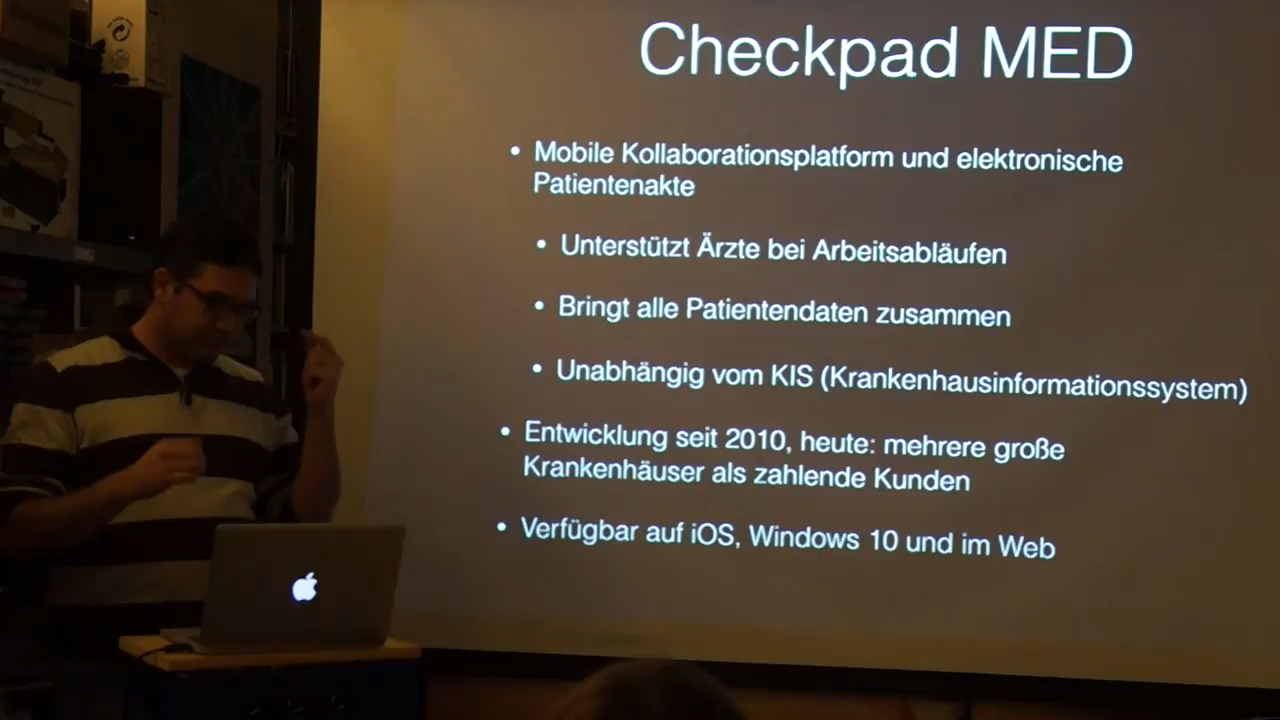 Checkpad MED
• Mobile Kollaborationsplatform und elektronische
Patientenakte
• Unterstützt Ärzte bei Arbeitsabläufen
• Bringt alle Patientendaten zusammen
• Unabhängig vom KIS (Krankenhausinformationssystem)
• Entwicklung seit 2010, heute: mehrere große
Krankenhäuser als zahlende Kunden
• Verfügbar auf iOS, Windows 10 und im Web